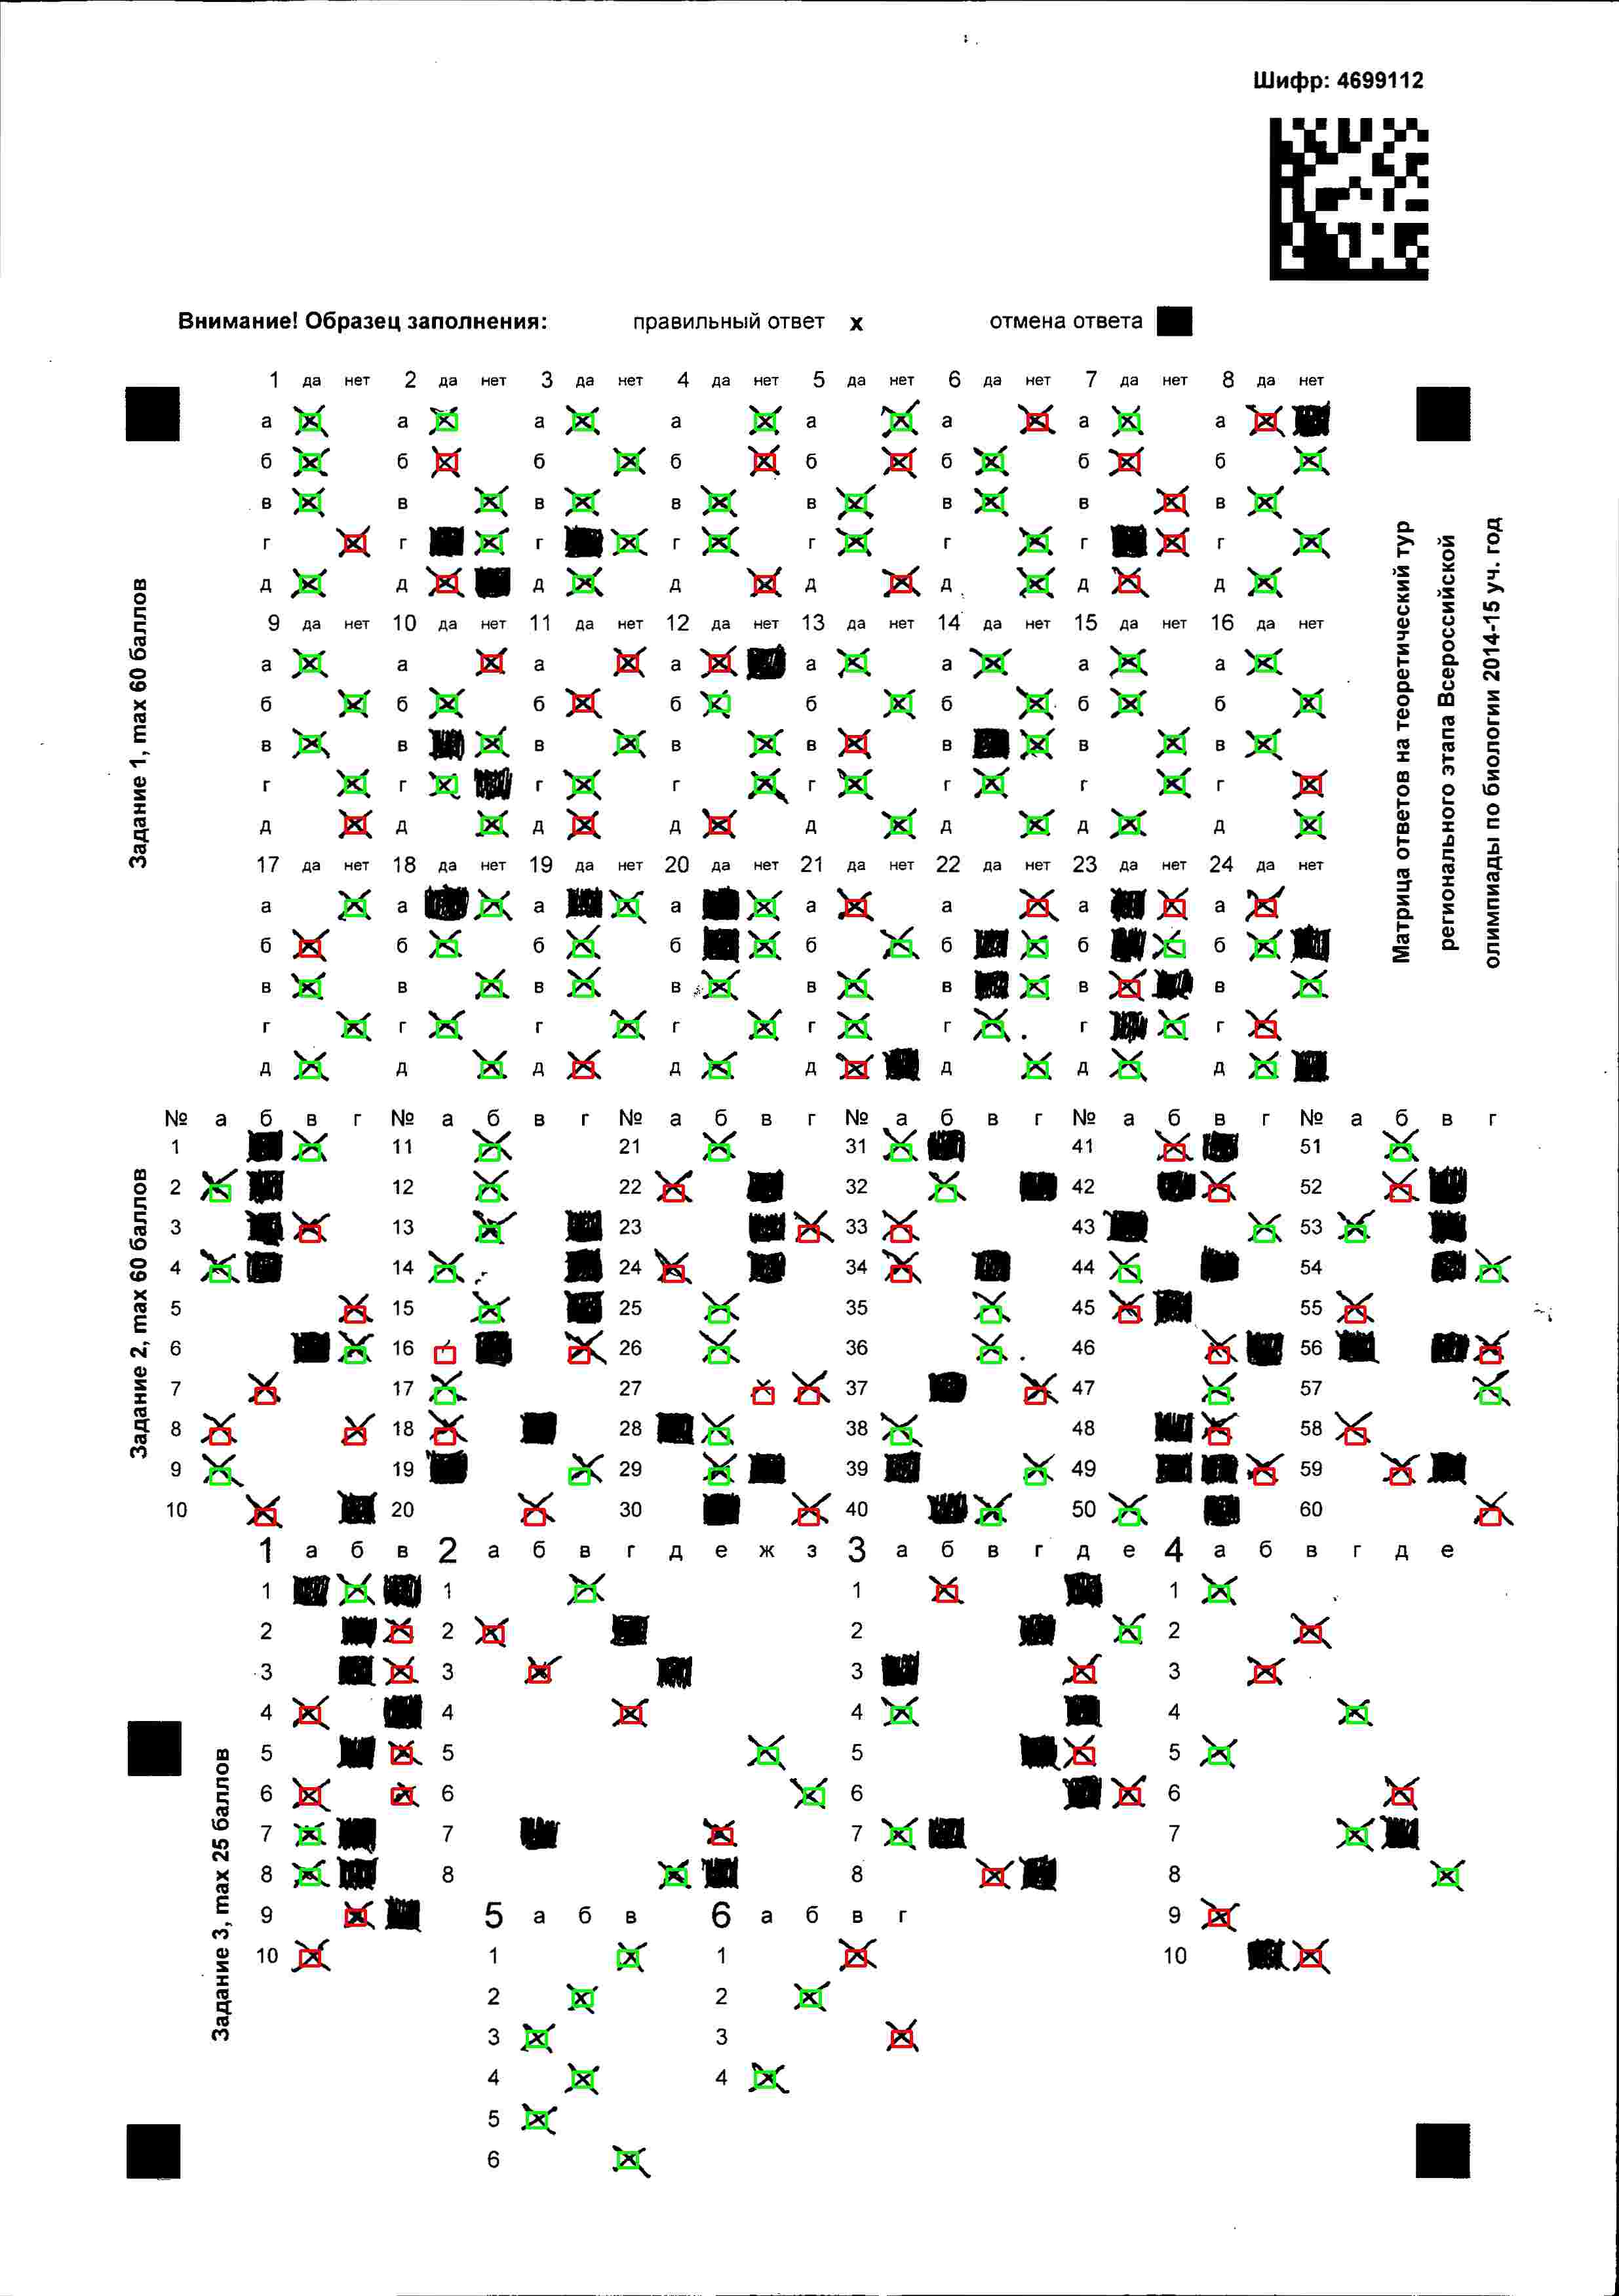 Шифр: 4699112
Внимание! Образец заполнения: правильный ответ x отмена ответа
Матрица ответов на теоретический тур
регионального этапа Всероссийской
олимпиады по биологии 2014-15 уч. год
Задание 1, max 60 баллов
1 да нет 2 да нет 3 да нет 4 да нет 5 да нет 6 да нет 7 да нет 8 да нет
а а а а а а а а
б б б б б б б б
в в в в в в в в
г г г г г г г г
д д д д д д д д
9 да нет 10 да нет 11 да нет 12 да нет 13 да нет 14 да нет 15 да нет 16 да нет
а а а а а а а а
б б б б б б б б
в в в в в в в в
г г г г г г г г
д д д д д д д д
17 да нет 18 да нет 19 да нет 20 да нет 21 да нет 22 да нет 23 да нет 24 да нет
а а а а а а а а
б б б б б б б б
в в в в в в в в
г г г г г г г г
д д д д д д д д
Задание 2, max 60 баллов
№ а б в г № а б в г № а б в г № а б в г № а б в г № а б в г
1 11 21 31 41 51
2 12 22 32 42 52
3 13 23 33 43 53
4 14 24 34 44 54
5 15 25 35 45 55
6 16 26 36 46 56
7 17 27 37 47 57
8 18 28 38 48 58
9 19 29 39 49 59
10 20 30 40 50 60
Задание 3, max 25 баллов
1 а б в 2 а б в г д е ж з 3 а б в г д е 4 а б в г д е
1 1 1 1
2 2 2 2
3 3 3 3
4 4 4 4
5 5 5 5
6 6 6 6
7 7 7 7
8 8 8 8
9 5 а б в 6 а б в г 9
10 1 1 10
2 2
3 3
4 4
5
6